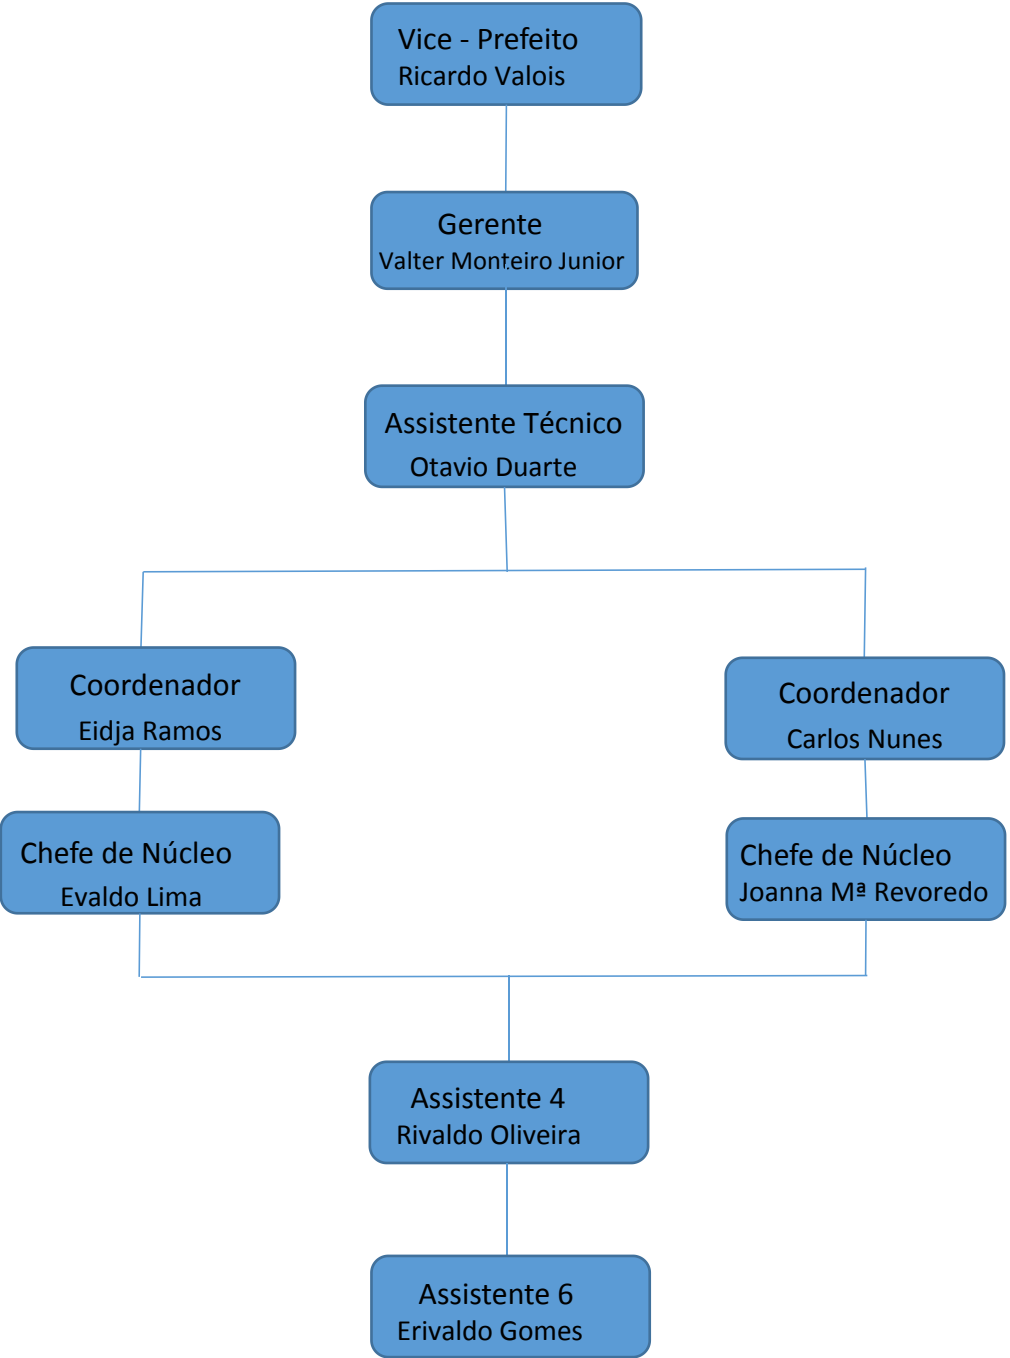 Vice - Prefeito
Ricardo Valois
Gerente
Valter Monteiro Junior
Assistente Técnico
Otavio Duarte
Coordenador
Eidja Ramos
Coordenador
Carlos Nunes
Chefe de Núcleo
Evaldo Lima
Chefe de Núcleo
Joanna Mª Revoredo
Assistente 4
Rivaldo Oliveira
Assistente 6
Erivaldo Gomes